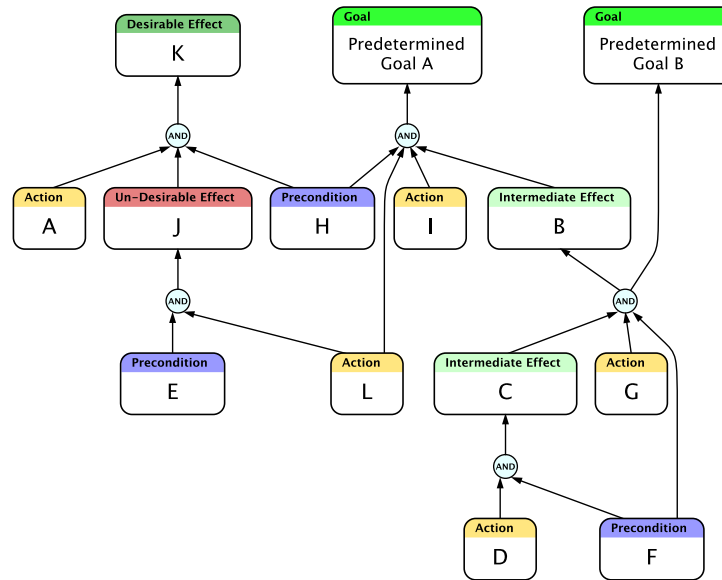 Desirable Effect
K
Goal
Predetermined
Goal A
Goal
Predetermined
Goal B
AND
AND
Action
A
Un-Desirable Effect
J
Precondition
H
Action
I
Intermediate Effect
B
AND
AND
Precondition
E
Action
L
Intermediate Effect
C
Action
G
AND
Action
D
Precondition
F